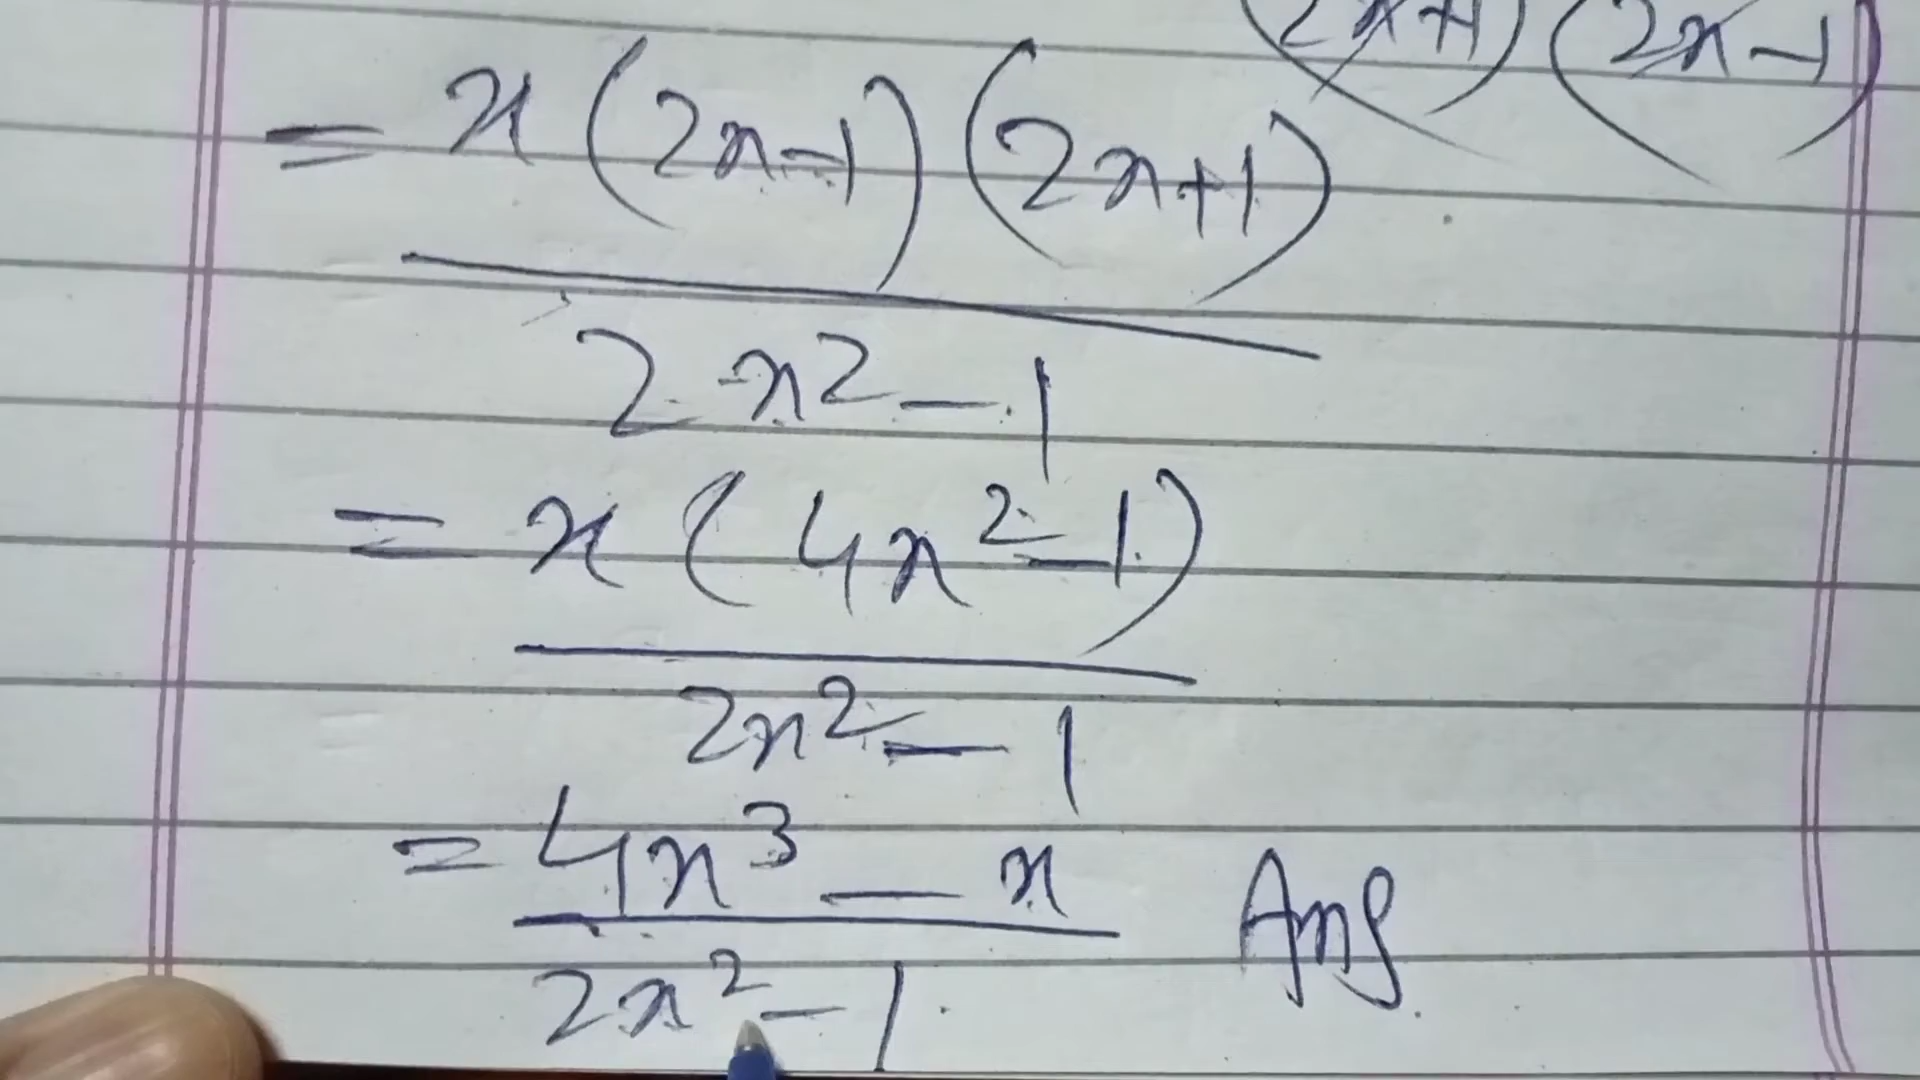 (2x+1) (2x-1)
= x (2x-1) (2x+1)
2x² - 1
= x (4x² - 1)
2x² - 1
= 4x³ - x Ans
2x² - 1